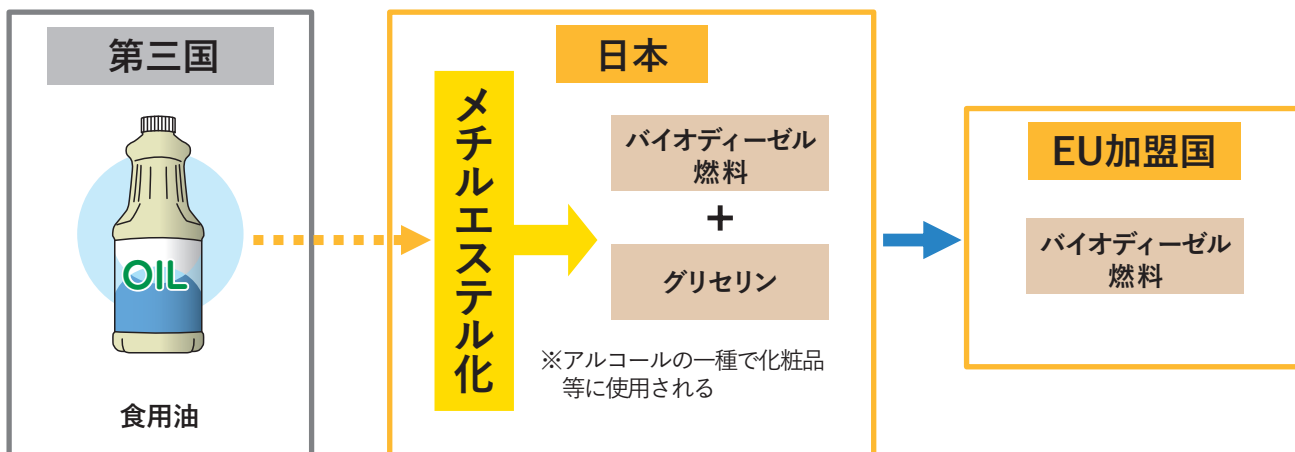 第三国
OIL
食用油
日本
メチルエステル化
バイオディーゼル
燃料
+
グリセリン
※アルコールの一種で化粧品
等に使用される
EU加盟国
バイオディーゼル
燃料